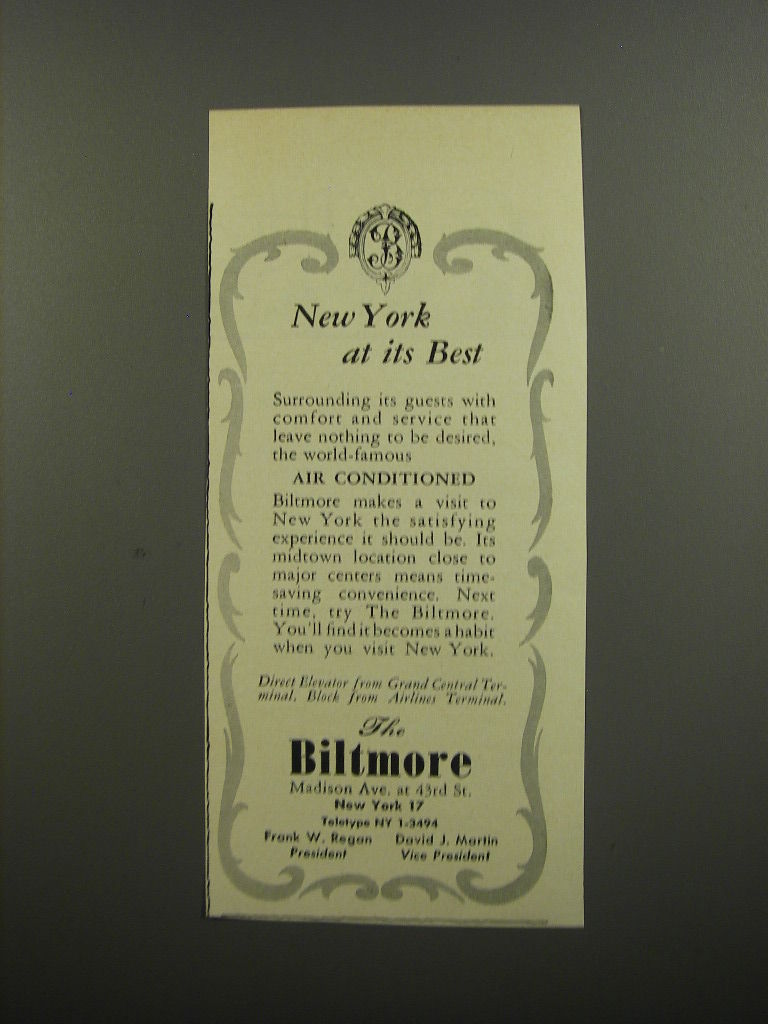 B
New York
at its Best
Surrounding its guests with
comfort and service that
leave nothing to be desired,
the world-famous
AIR CONDITIONED
Biltmore makes a visit to
New York the satisfying
experience it should be. Its
midtown location close to
major centers means time-
saving convenience. Next
time, try The Biltmore.
You'll find it becomes a habit
when you visit New York.
Direct Elevator from Grand Central Ter-
minal. Block from Airlines Terminal.
The
Biltmore
Madison Ave. at 43rd St.
New York 17
Teletype NY 1-3494
Frank W. Regan David J. Martin
President Vice President